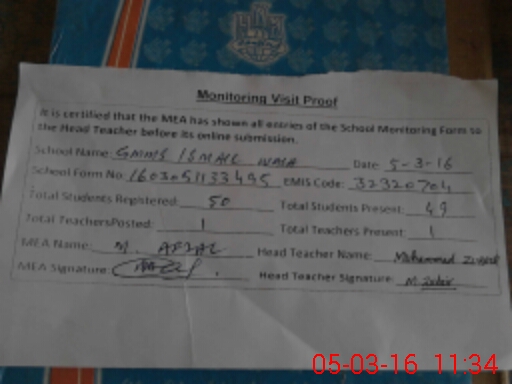 Monitoring Visit Proof
It is certified that the MEA has shown all entries of the School Monitoring Form to
the Head Teacher before its online submission.
School Name: GMMS ISMAIL WALA Date: 5-3-16
School Form No: 1603051133495 EMIS Code: 32320704
Total Students Registered: 50 Total Students Present: 49
Total TeachersPosted: 1 Total Teachers Present: 1
MEA Name: M. AFZAL Head Teacher Name: Muhammad Zubair
MEA Signature: Head Teacher Signature: M. Zubair
05-03-16 11:34